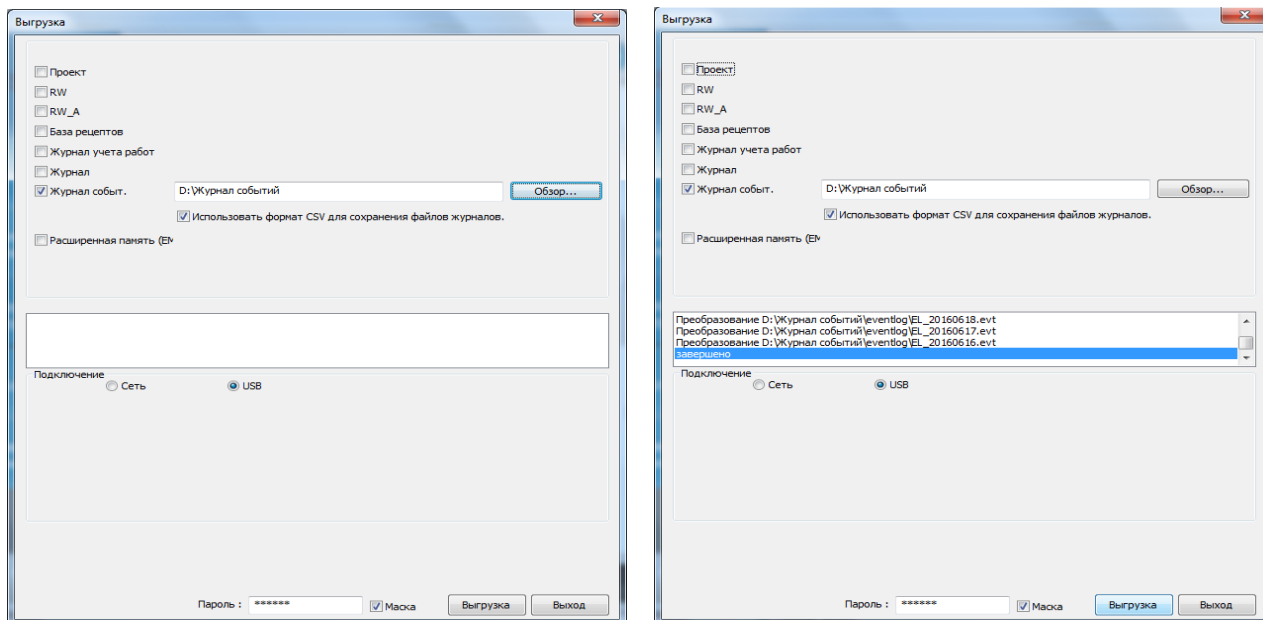 Выгрузка
Проект
RW
RW_A
База рецептов
Журнал учета работ
Журнал
Журнал событ. D:\Журнал событий Обзор...
Использовать формат CSV для сохранения файлов журналов.
Расширенная память (EM
Подключение
Сеть USB
Пароль : ****** Маска Выгрузка Выход
Выгрузка
Проект
RW
RW_A
База рецептов
Журнал учета работ
Журнал
Журнал событ. D:\Журнал событий Обзор...
Использовать формат CSV для сохранения файлов журналов.
Расширенная память (EM
Преобразование D:\Журнал событий\eventlog\EL_20160618.evt
Преобразование D:\Журнал событий\eventlog\EL_20160617.evt
Преобразование D:\Журнал событий\eventlog\EL_20160616.evt
завершено
Подключение
Сеть USB
Пароль : ****** Маска Выгрузка Выход